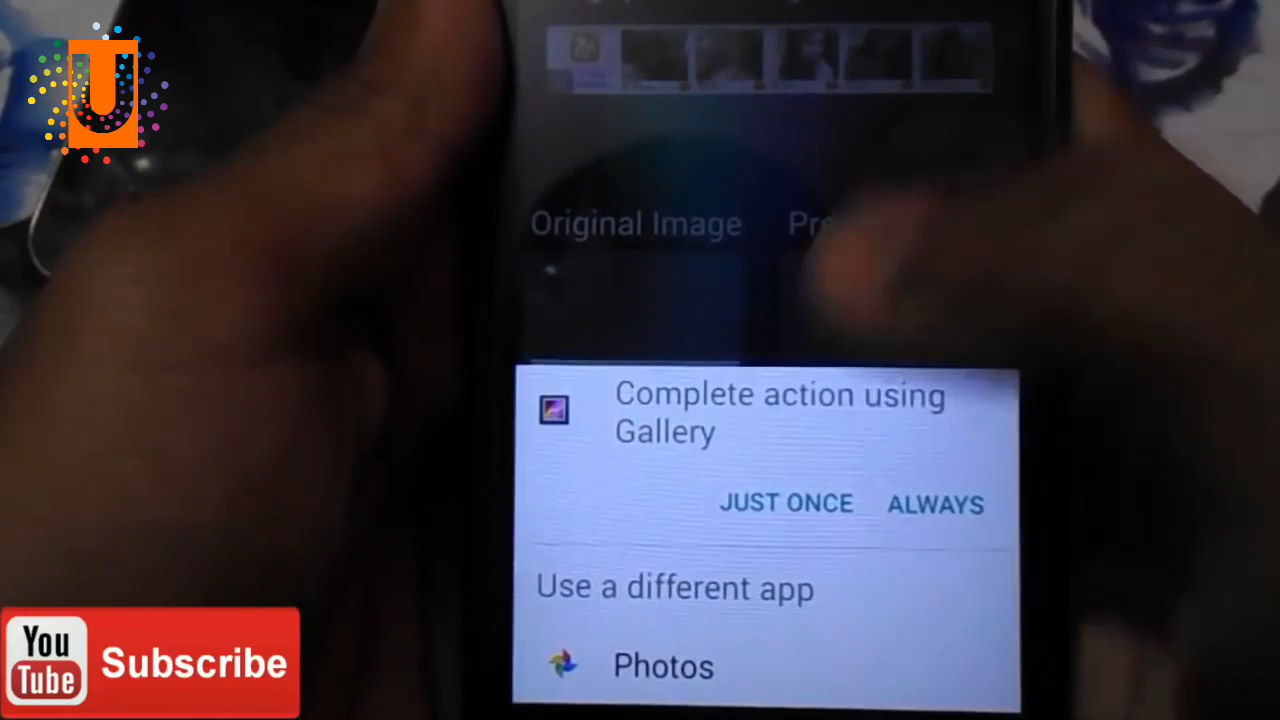 U
Original Image
Complete action using
Gallery
JUST ONCE
ALWAYS
Use a different app
Photos
You
Tube
Subscribe